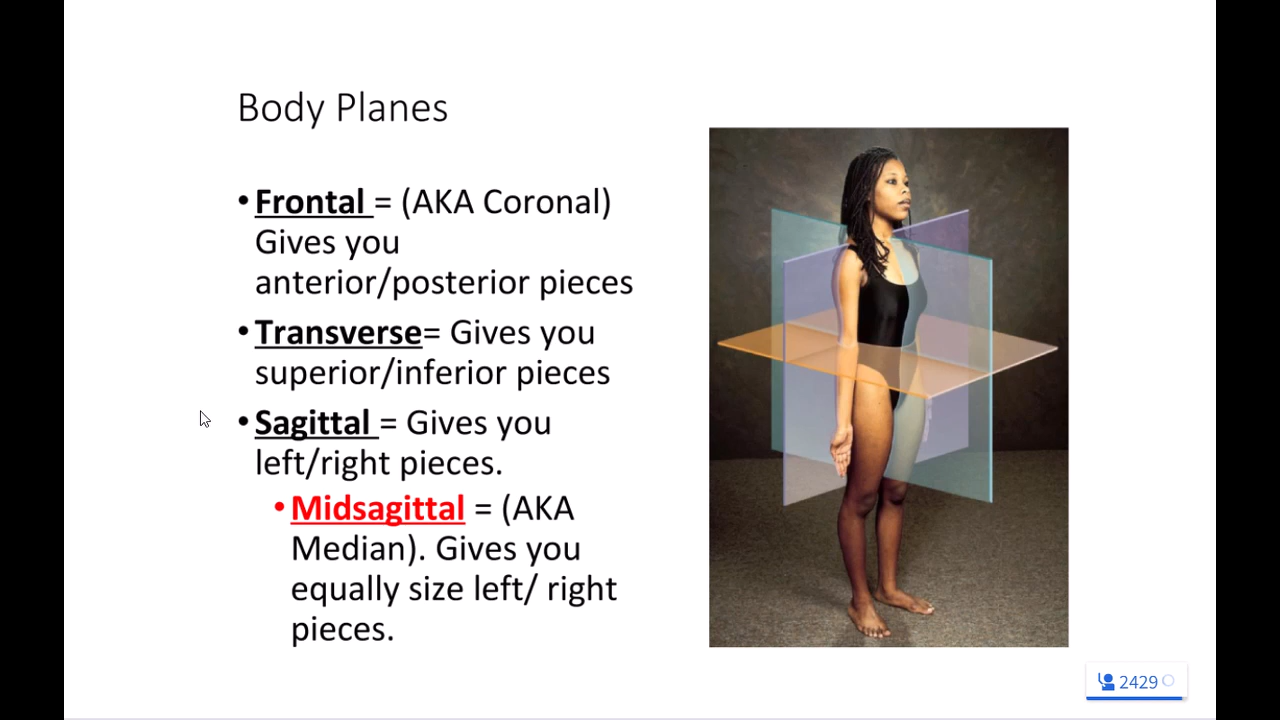 Body Planes
• Frontal = (AKA Coronal)
Gives you
anterior/posterior pieces
• Transverse= Gives you
superior/inferior pieces
• Sagittal = Gives you
left/right pieces.
• Midsagittal = (AKA
Median). Gives you
equally size left/ right
pieces.
2429